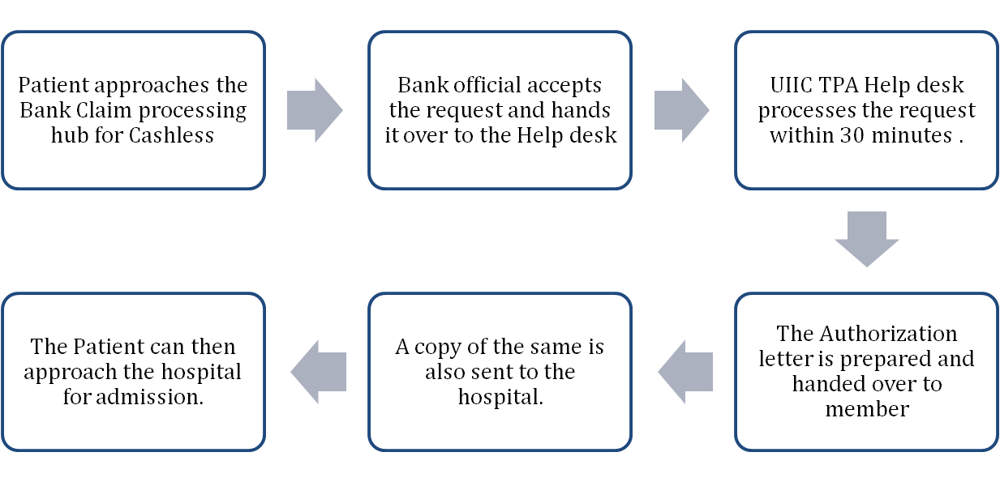 Patient approaches the
Bank Claim processing
hub for Cashless
Bank official accepts
the request and hands
it over to the Help desk
UIIC TPA Help desk
processes the request
within 30 minutes .
The Authorization
letter is prepared and
handed over to
member
A copy of the same is
also sent to the
hospital.
The Patient can then
approach the hospital
for admission.